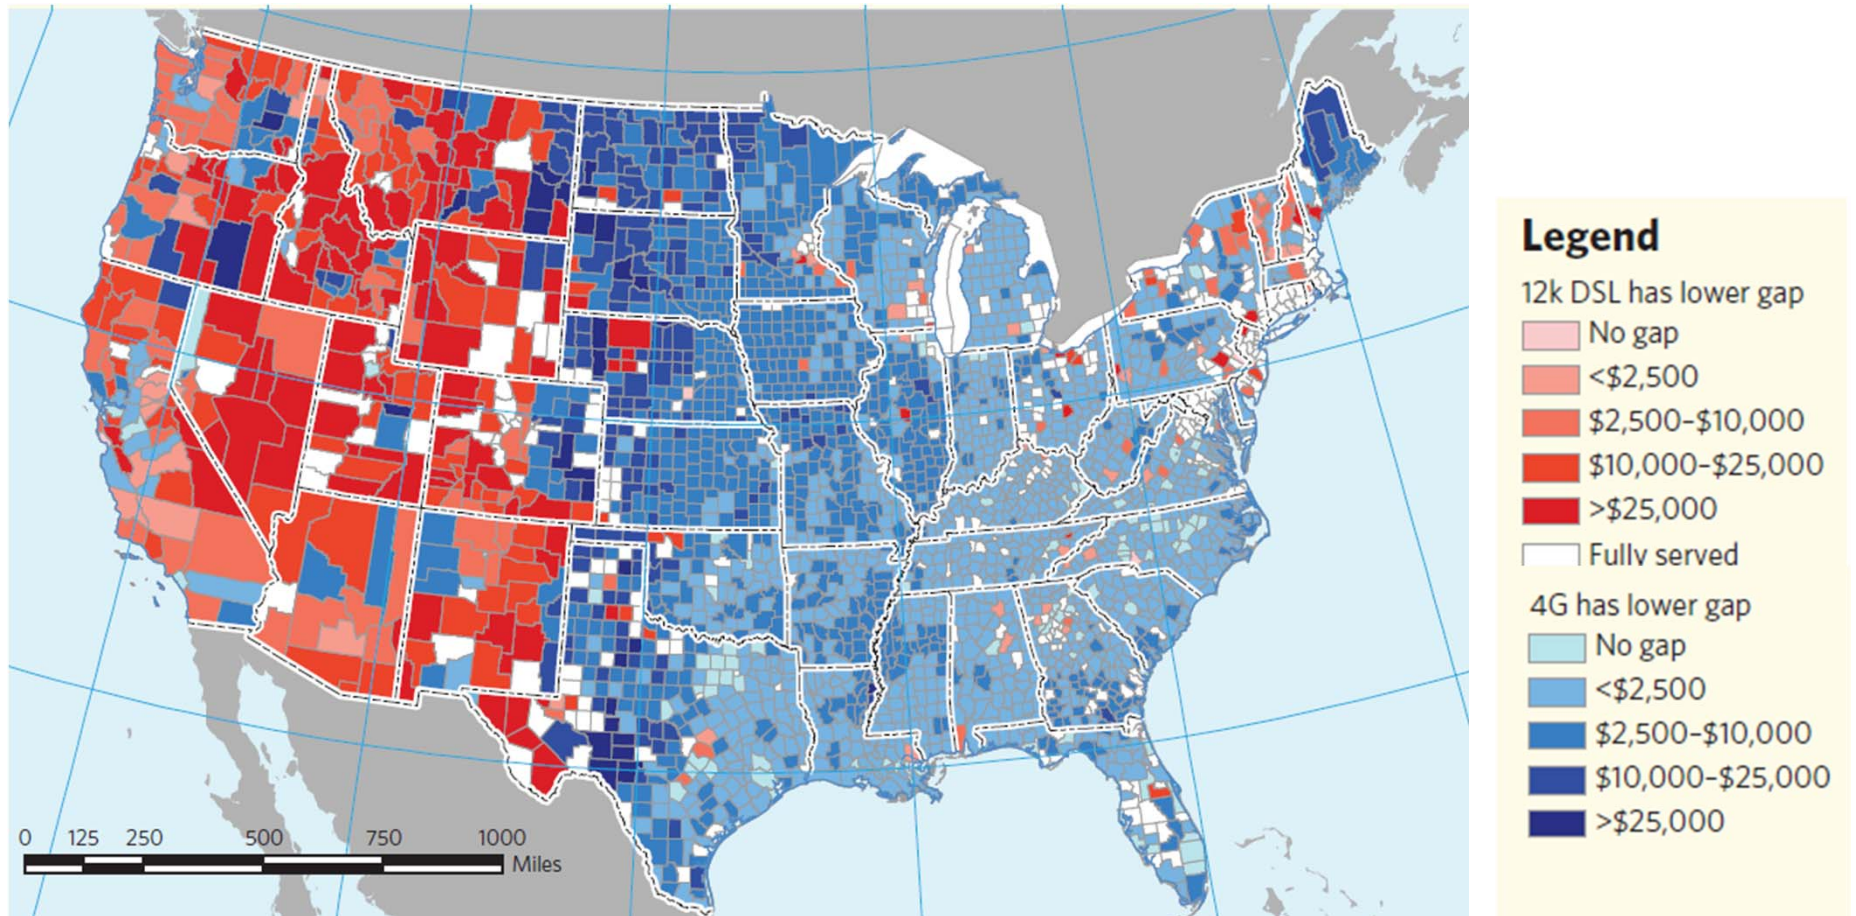 0 125 250 500 750 1000
Miles
Legend
12k DSL has lower gap
No gap
<$2,500
$2,500–$10,000
$10,000–$25,000
>$25,000
Fully served
4G has lower gap
No gap
<$2,500
$2,500–$10,000
$10,000–$25,000
>$25,000